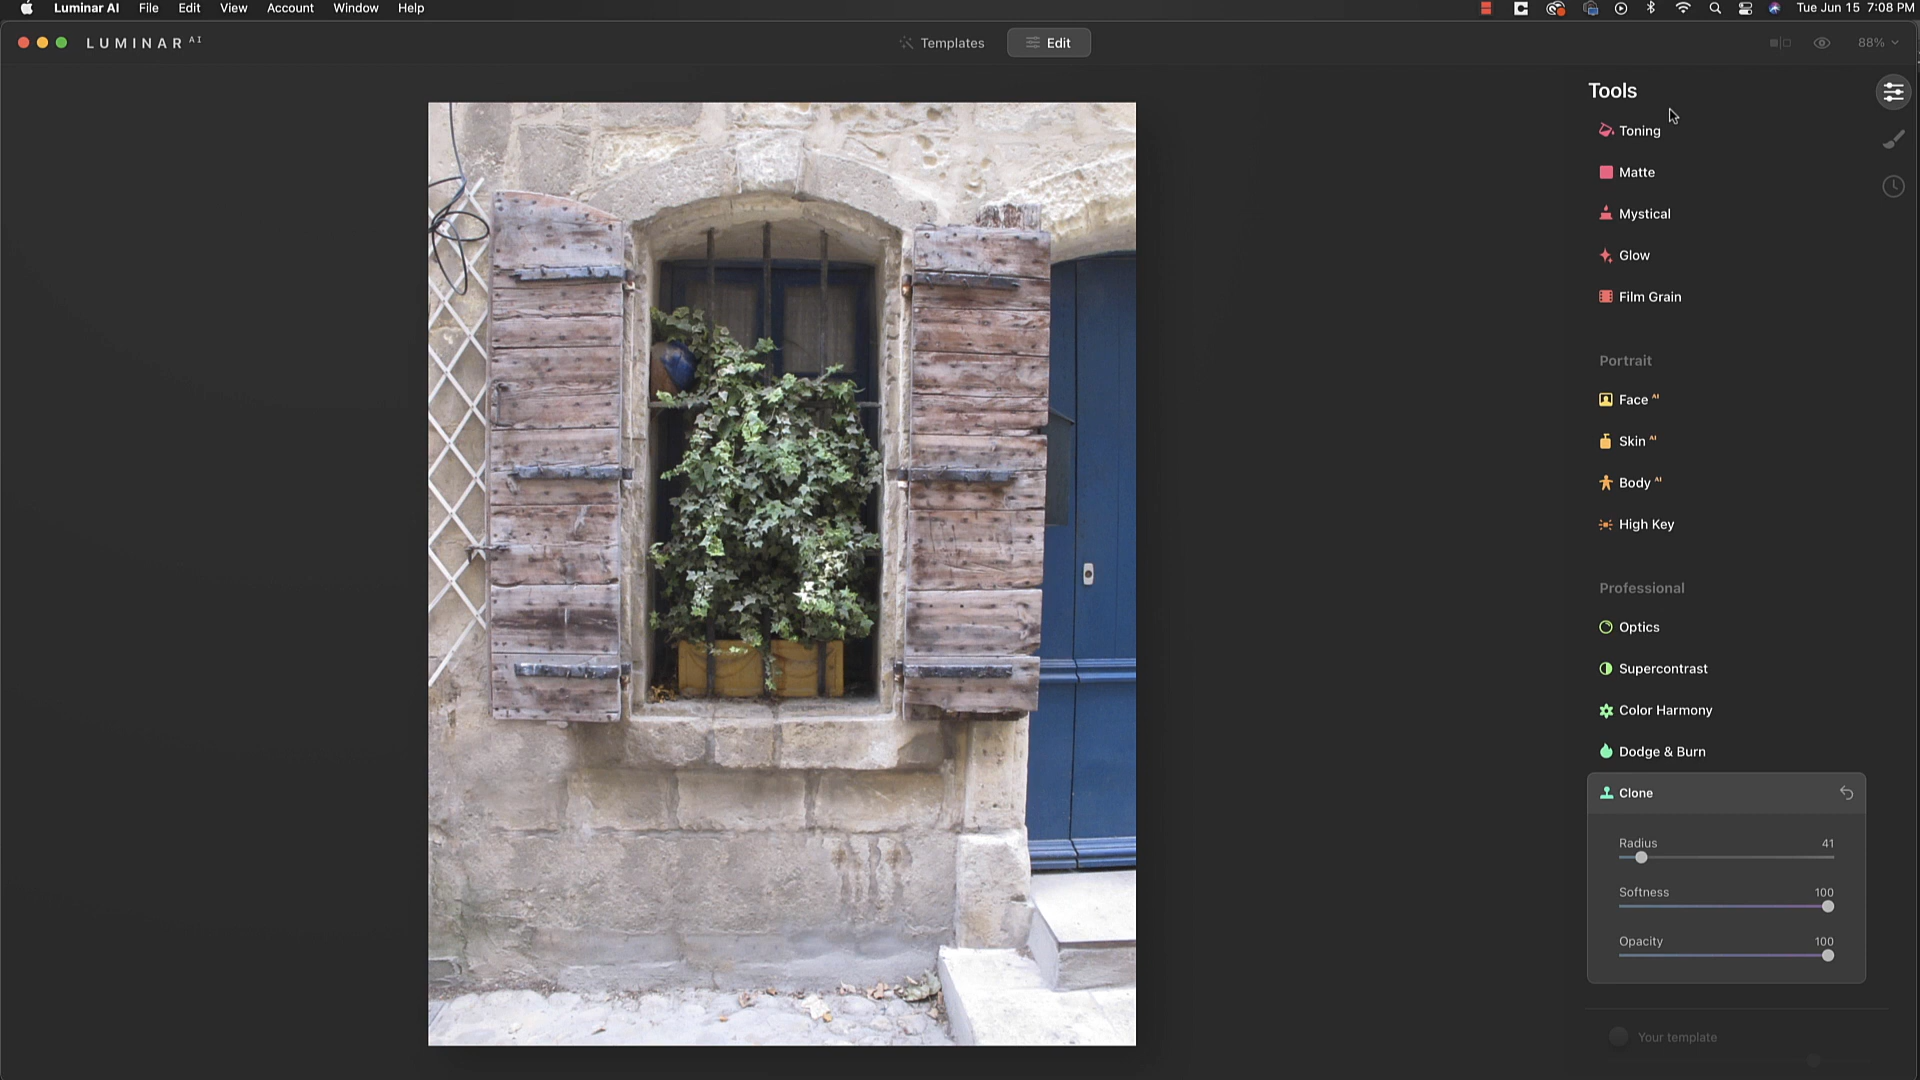 Luminar AI File Edit View Account Window Help Tue Jun 15 7:08 PM
LUMINAR AI Templates Edit 88%
Tools
Toning
Matte
Mystical
Glow
Film Grain
Portrait
Face AI
Skin AI
Body AI
High Key
Professional
Optics
Supercontrast
Color Harmony
Dodge & Burn
Clone
Radius 41
Softness 100
Opacity 100
Your template